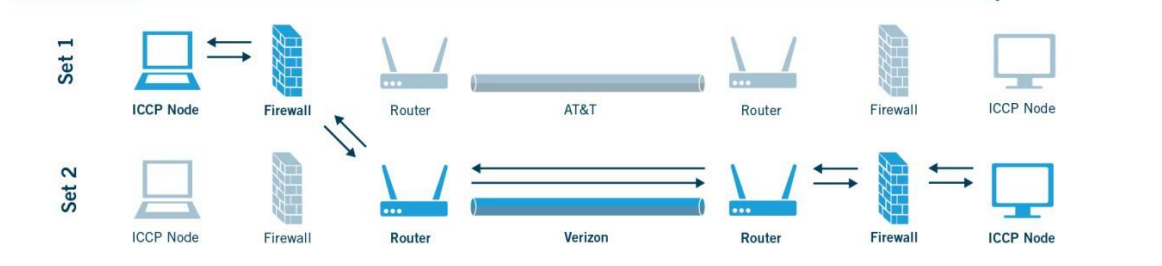 Set 1
ICCP Node Firewall Router AT&T Router Firewall ICCP Node
Set 2
ICCP Node Firewall Router Verizon Router Firewall ICCP Node